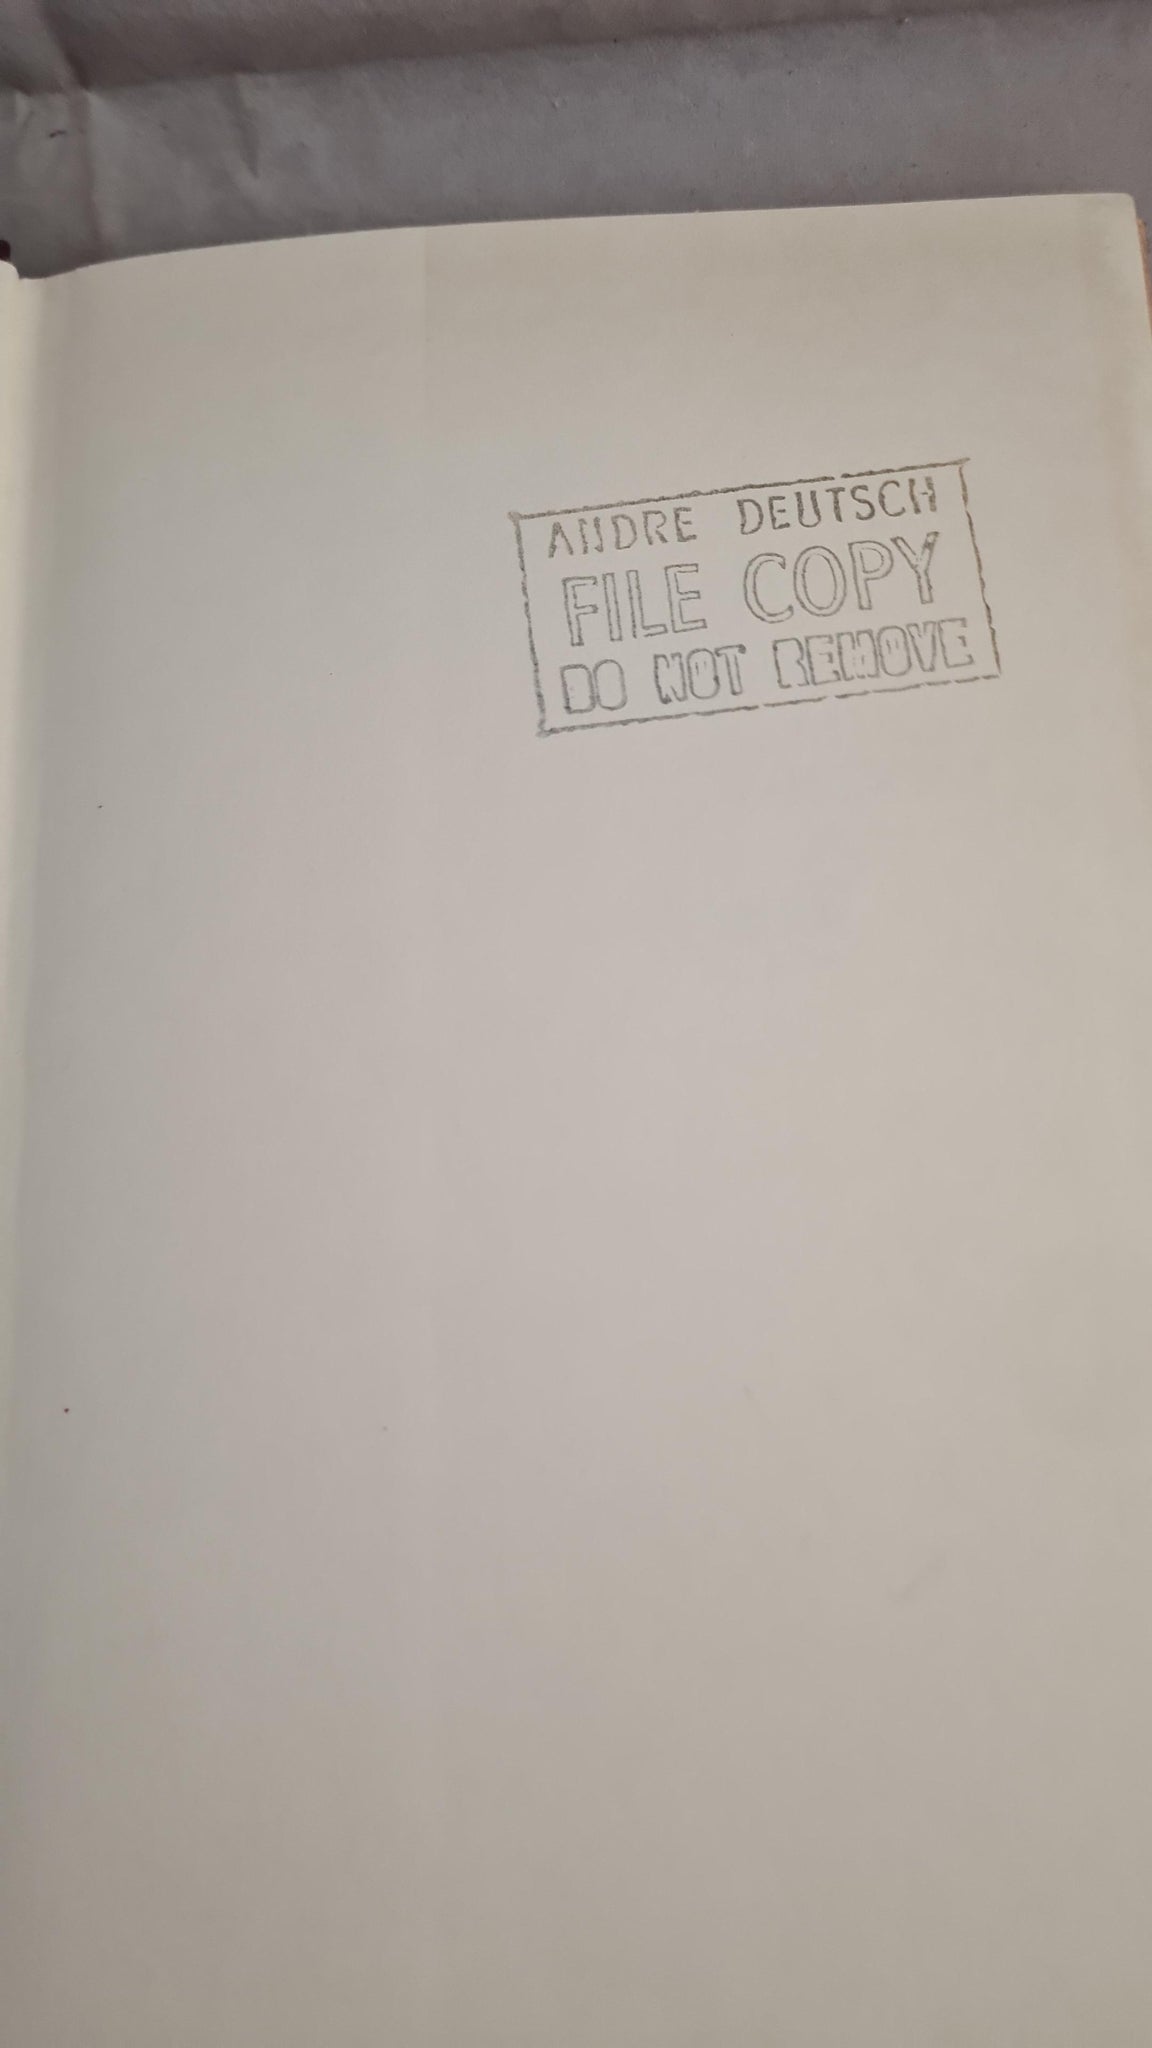 ANDRE DEUTSCH
FILE COPY
DO NOT REMOVE